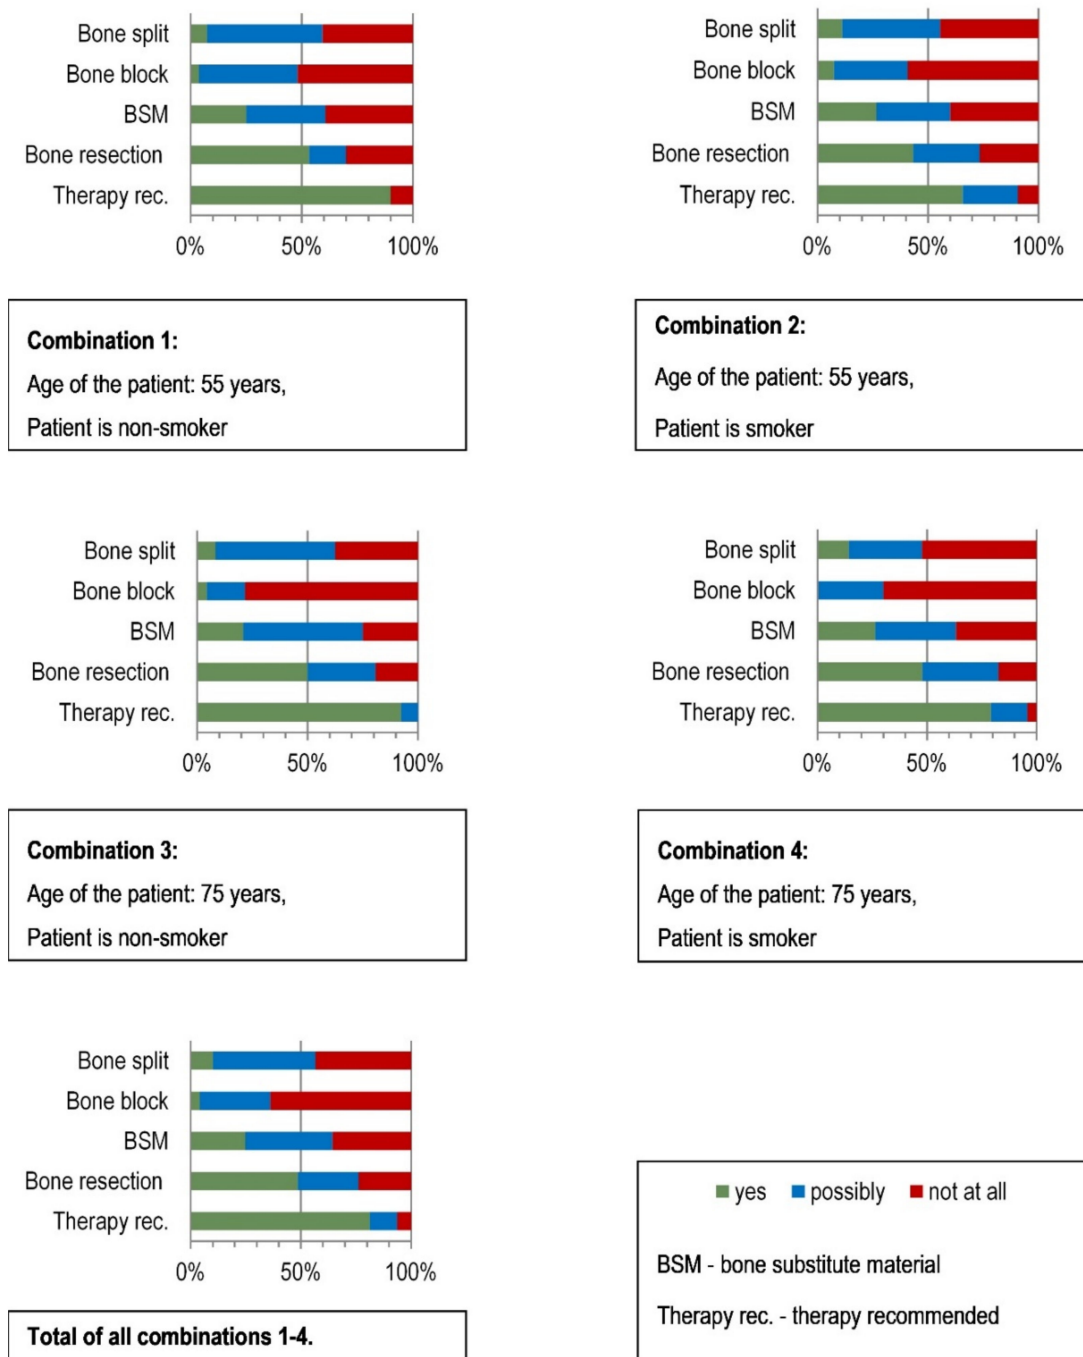 Bone split
Bone block
BSM
Bone resection
Therapy rec.
0% 50% 100%
Combination 1:
Age of the patient: 55 years,
Patient is non-smoker
Bone split
Bone block
BSM
Bone resection
Therapy rec.
0% 50% 100%
Combination 2:
Age of the patient: 55 years,
Patient is smoker
Bone split
Bone block
BSM
Bone resection
Therapy rec.
0% 50% 100%
Combination 3:
Age of the patient: 75 years,
Patient is non-smoker
Bone split
Bone block
BSM
Bone resection
Therapy rec.
0% 50% 100%
Combination 4:
Age of the patient: 75 years,
Patient is smoker
Bone split
Bone block
BSM
Bone resection
Therapy rec.
0% 50% 100%
Total of all combinations 1-4.
yes possibly not at all
BSM - bone substitute material
Therapy rec. - therapy recommended